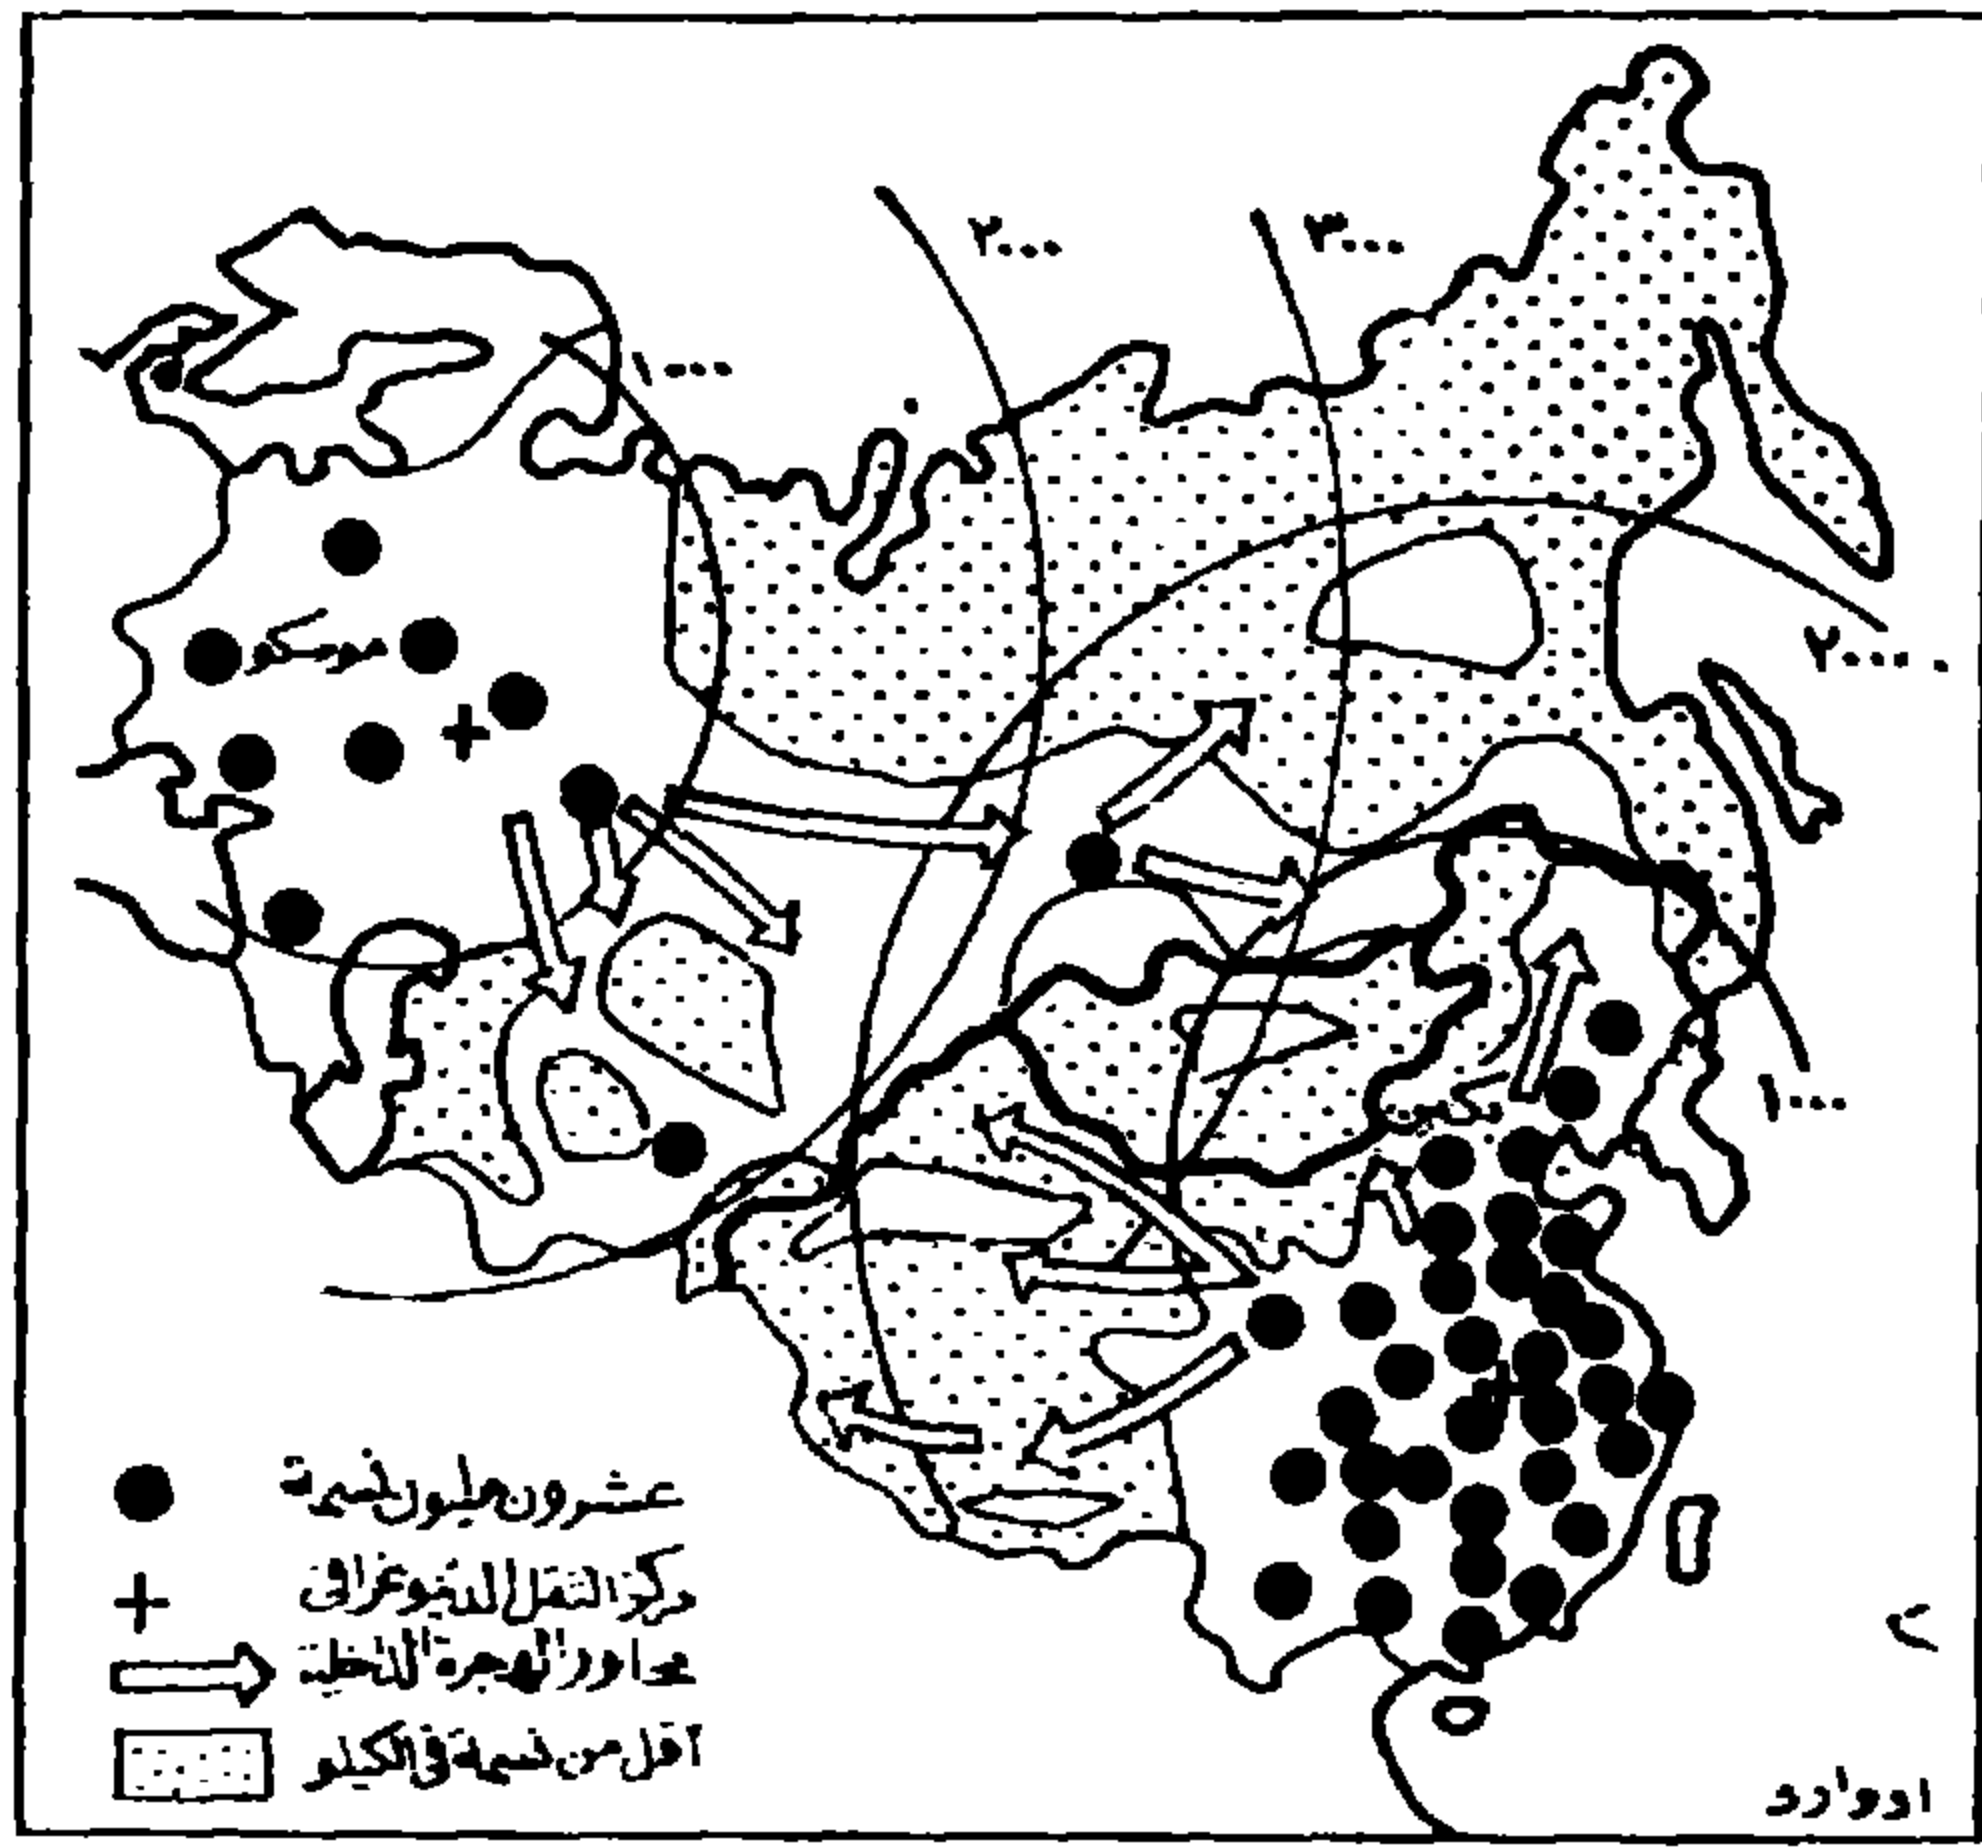 ٢٠٠٠
٣٠٠٠
١٠٠٠
موسكو
٢٠٠٠
١٠٠٠
بكين
عشرون مليون نسمة
مركز الثقل الديموغرافي
محاور الهجرة الداخلية
أقل من نسمة في الكيلو
ادوارد